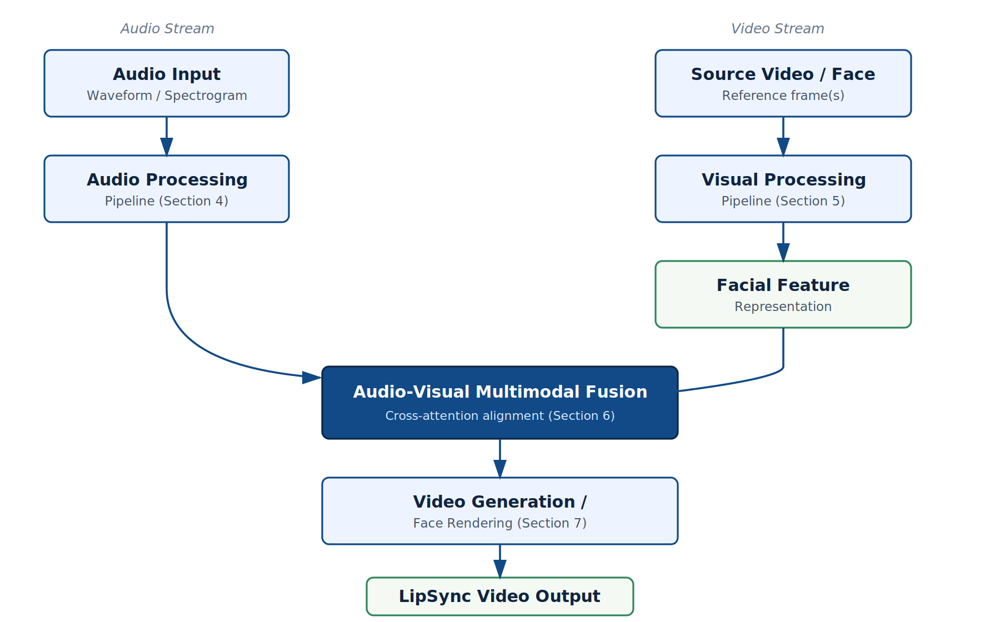 Audio Stream
Audio Input
Waveform / Spectrogram
Audio Processing
Pipeline (Section 4)
Video Stream
Source Video / Face
Reference frame(s)
Visual Processing
Pipeline (Section 5)
Facial Feature
Representation
Audio-Visual Multimodal Fusion
Cross-attention alignment (Section 6)
Video Generation /
Face Rendering (Section 7)
LipSync Video Output